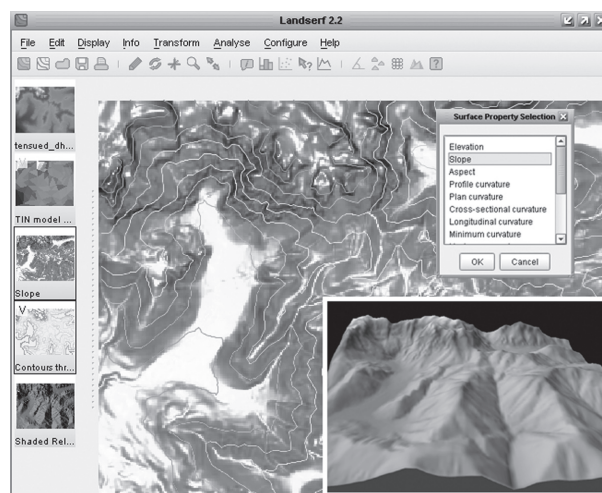 Landserf 2.2
File Edit Display Info Transform Analyse Configure Help
tensued_dh...
TIN model ...
Slope
V
Contours thr...
Shaded Rel...
Surface Property Selection
Elevation
Slope
Aspect
Profile curvature
Plan curvature
Cross-sectional curvature
Longitudinal curvature
Minimum curvature
OK Cancel